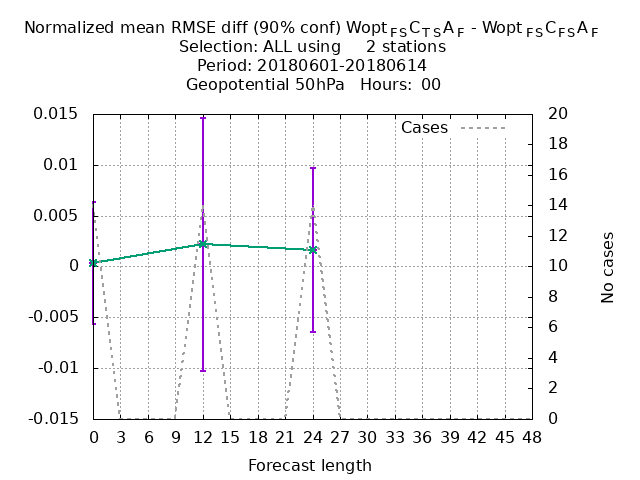 Normalized mean RMSE diff (90% conf) Wopt FS C TS A F - Wopt FS C FS A F
Selection: ALL using 2 stations
Period: 20180601-20180614
Geopotential 50hPa Hours: 00
Cases
0.015
0.01
0.005
0
-0.005
-0.01
-0.015
20
18
16
14
12
10
8
6
4
2
0
No cases
0 3 6 9 12 15 18 21 24 27 30 33 36 39 42 45 48
Forecast length